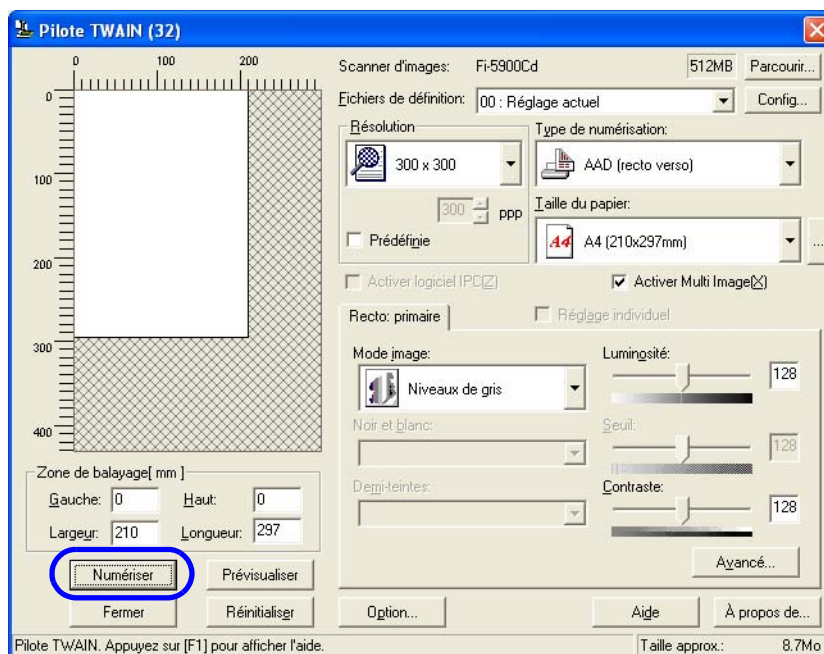 Pilote TWAIN (32)
0 100 200
0
100
200
300
400
Scanner d'images: Fi-5900Cd 512MB Parcourir...
Fichiers de définition: 00 : Réglage actuel Config...
Résolution
300 x 300
300 ppp
Prédéfinie
Type de numérisation:
AAD (recto verso)
Taille du papier:
A4 A4 (210x297mm) ...
Activer logiciel IPC(Z) Activer Multi Image(X)
Recto: primaire Réglage individuel
Mode image:
Niveaux de gris
Noir et blanc:
Demi-teintes:
Luminosité:
128
Seuil:
128
Contraste:
128
Avancé...
Zone de balayage[ mm ]
Gauche: 0 Haut: 0
Largeur: 210 Longueur: 297
Numériser Prévisualiser
Fermer Réinitialiser Option... Aide À propos de...
Pilote TWAIN. Appuyez sur [F1] pour afficher l'aide. Taille approx.: 8.7Mo